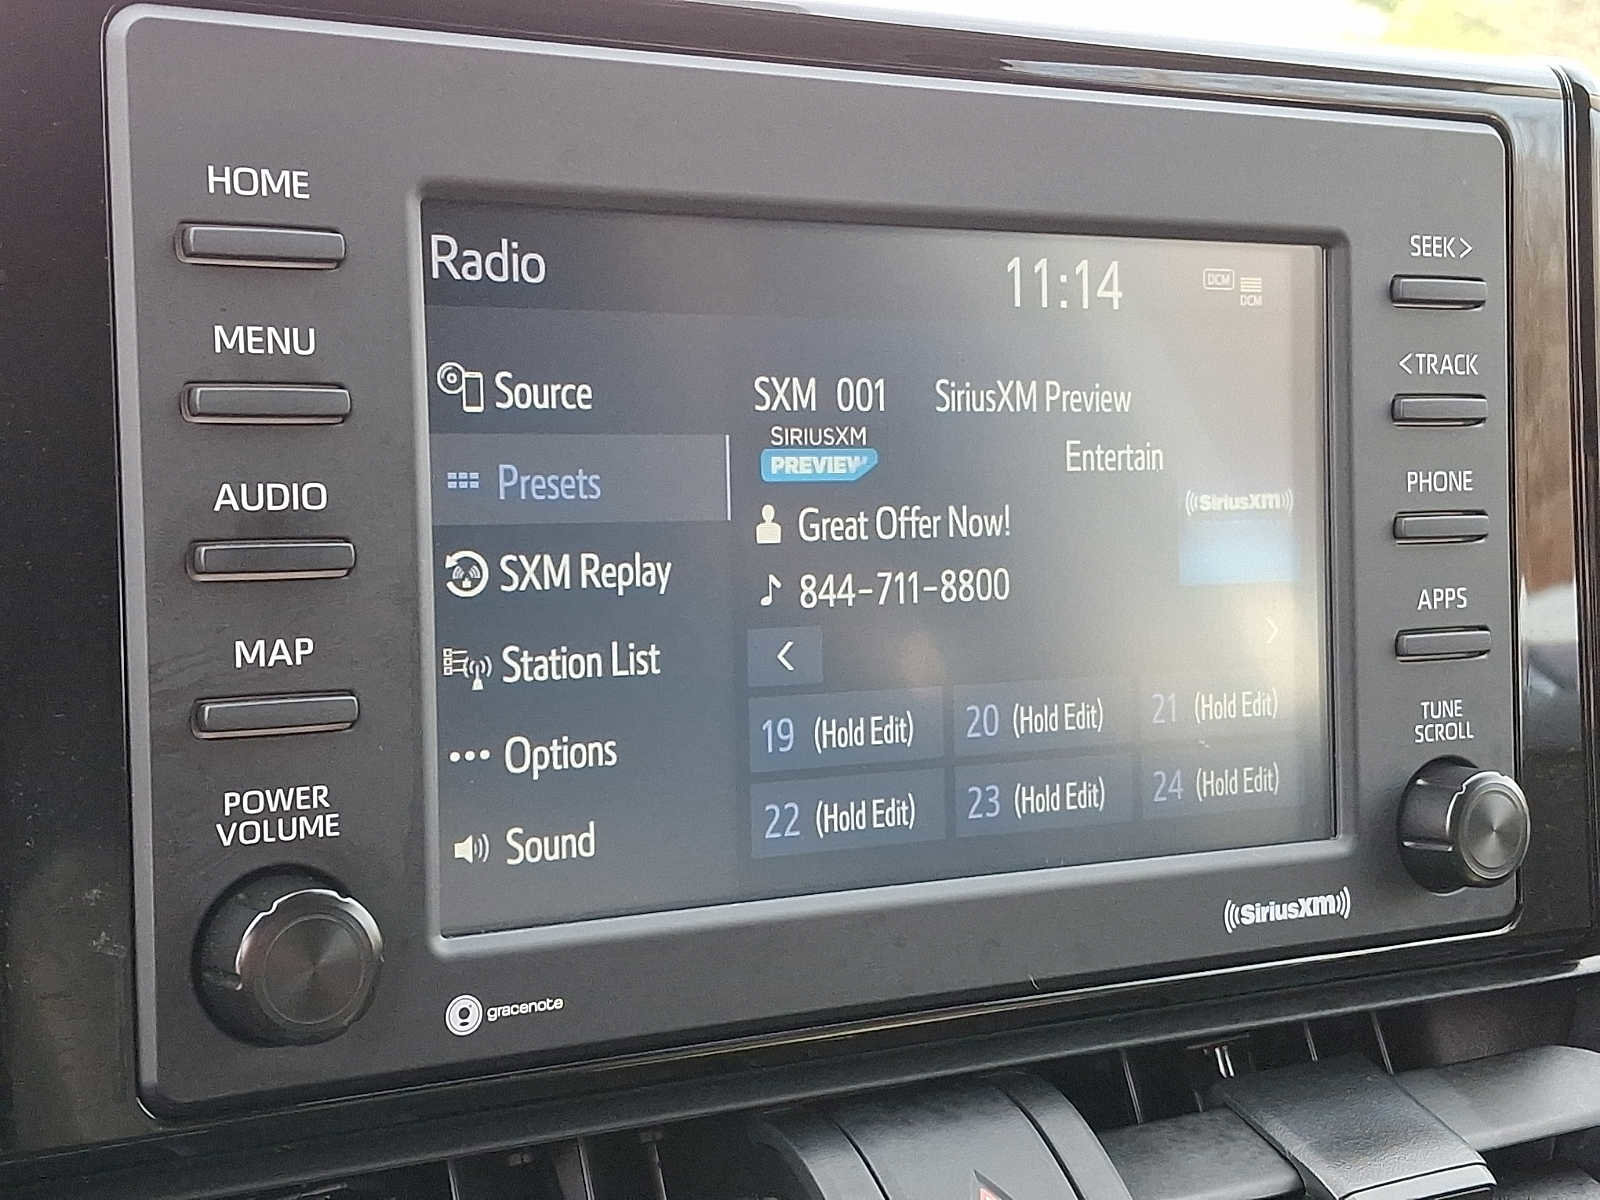 HOME
MENU
AUDIO
MAP
POWER
VOLUME
Radio
11:14
DCM
DCM
Source
Presets
SXM Replay
Station List
Options
Sound
SXM 001 SiriusXM Preview
SIRIUSXM
PREVIEW
Entertain
Great Offer Now!
844-711-8800
((SiriusXM))
<
>
19 (Hold Edit) 20 (Hold Edit) 21 (Hold Edit)
22 (Hold Edit) 23 (Hold Edit) 24 (Hold Edit)
SEEK >
< TRACK
PHONE
APPS
TUNE
SCROLL
gracenote
((SiriusXM))